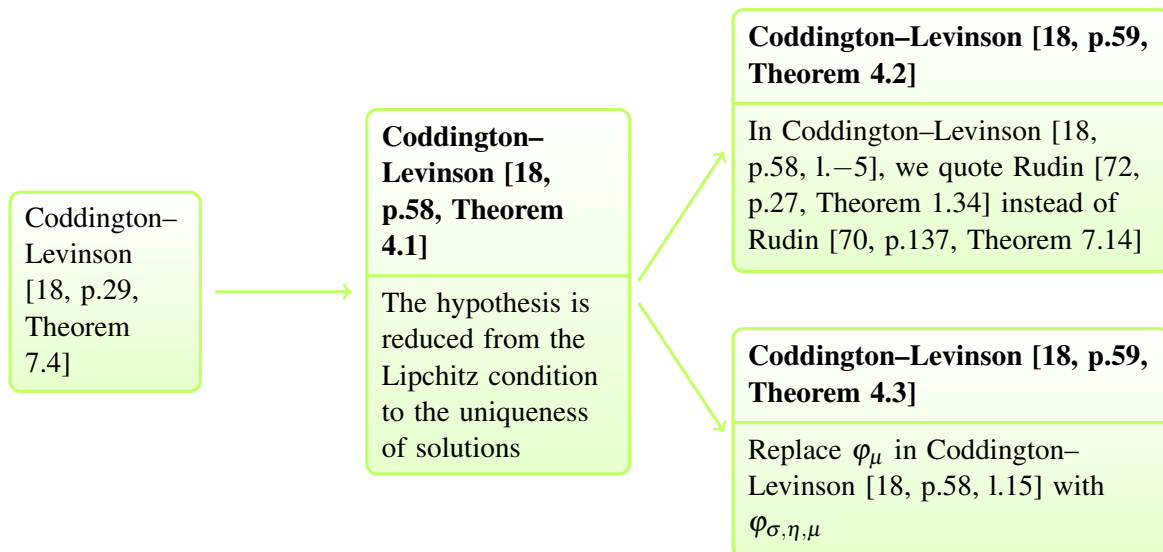 Coddington–
Levinson
[18, p.29,
Theorem
7.4]
Coddington–
Levinson [18,
p.58, Theorem
4.1]
The hypothesis is
reduced from the
Lipchitz condition
to the uniqueness
of solutions
Coddington–Levinson [18, p.59,
Theorem 4.2]
In Coddington–Levinson [18,
p.58, l.−5], we quote Rudin [72,
p.27, Theorem 1.34] instead of
Rudin [70, p.137, Theorem 7.14]
Coddington–Levinson [18, p.59,
Theorem 4.3]
Replace φ_μ in Coddington–
Levinson [18, p.58, l.15] with
φ_{σ,η,μ}